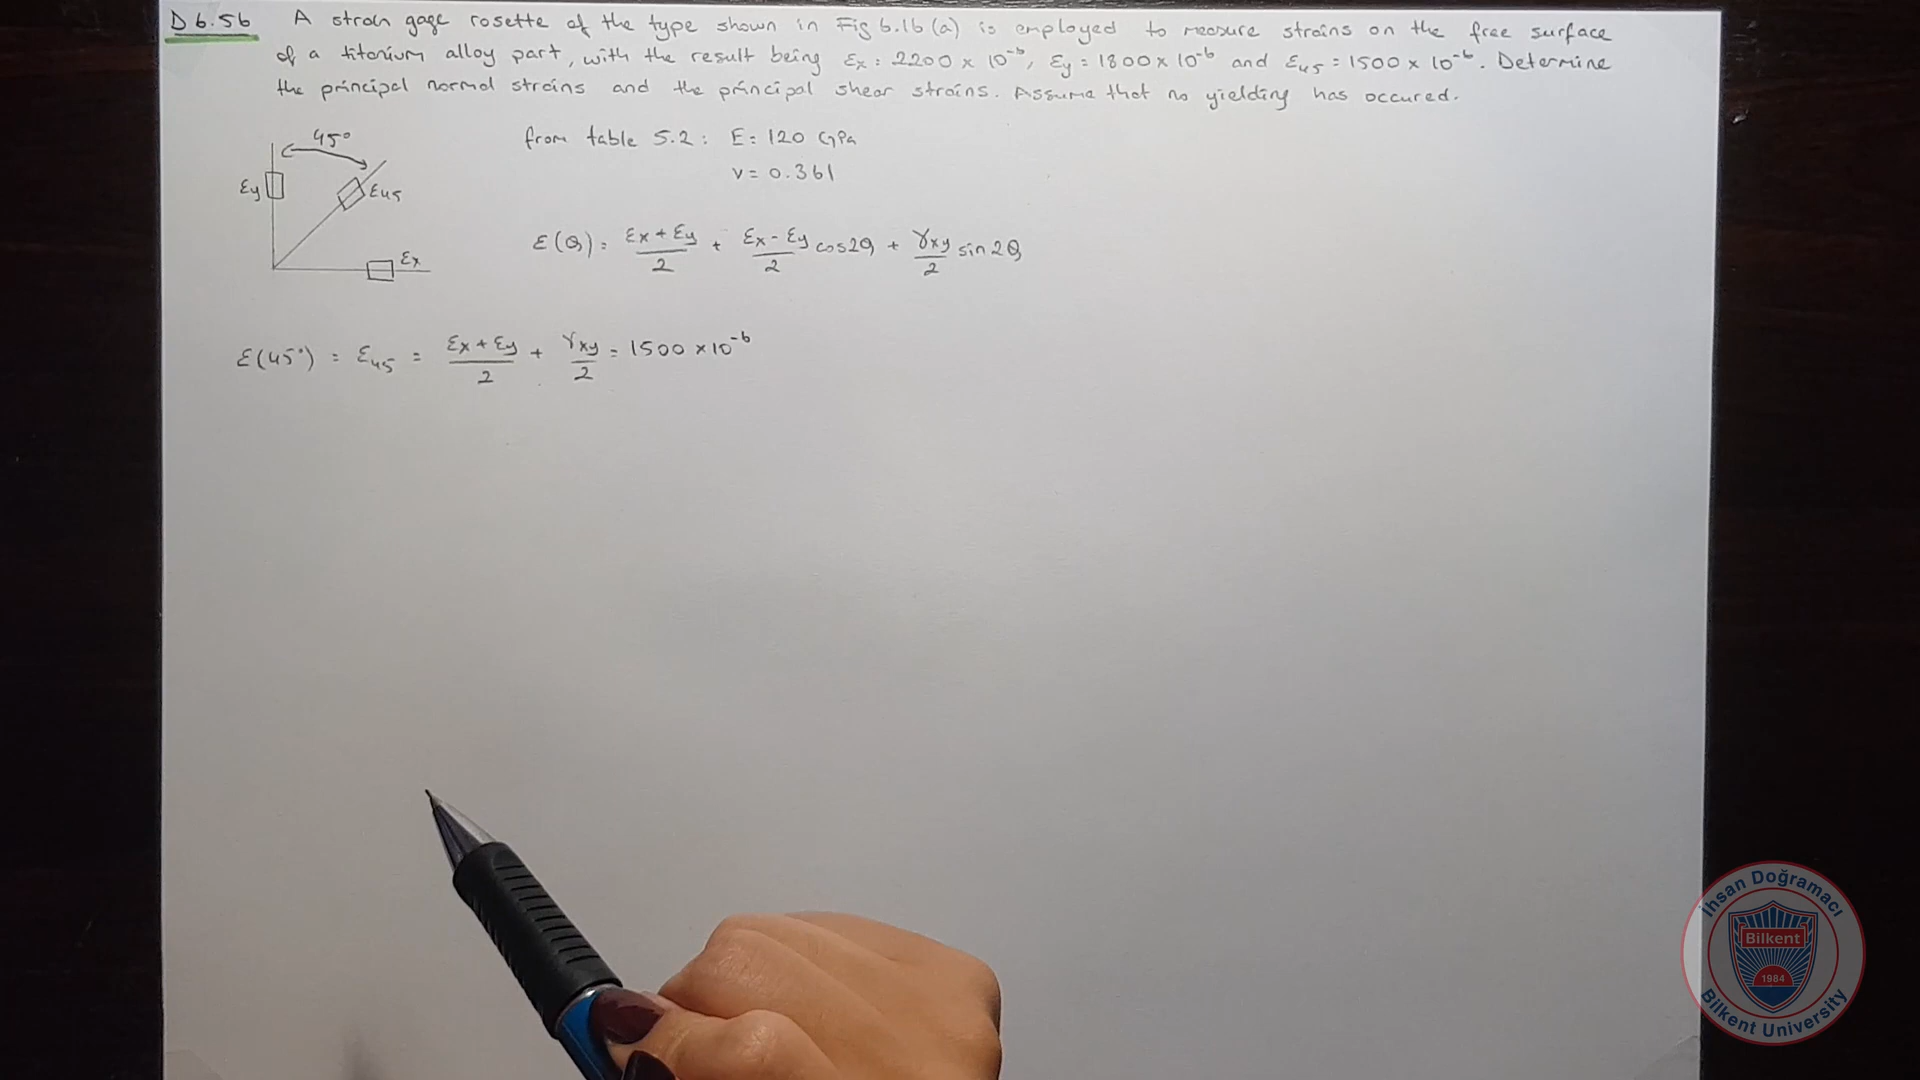 D 6.56 A strain gage rosette of the type shown in Fig 6.16 (a) is employed to measure strains on the free surface
of a titanium alloy part, with the result being εx = 2200 × 10⁻⁶, εy = 1800 × 10⁻⁶ and ε45 = 1500 × 10⁻⁶. Determine
the principal normal strains and the principal shear strains. Assume that no yielding has occured.
45°
εy
ε45
εx
from table 5.2: E = 120 GPa
v = 0.361
ε(θ) = (εx + εy)/2 + (εx - εy)/2 cos2θ + γxy/2 sin2θ
ε(45°) = ε45 = (εx + εy)/2 + γxy/2 = 1500 × 10⁻⁶
İhsan Doğramacı
Bilkent
1984
Bilkent University